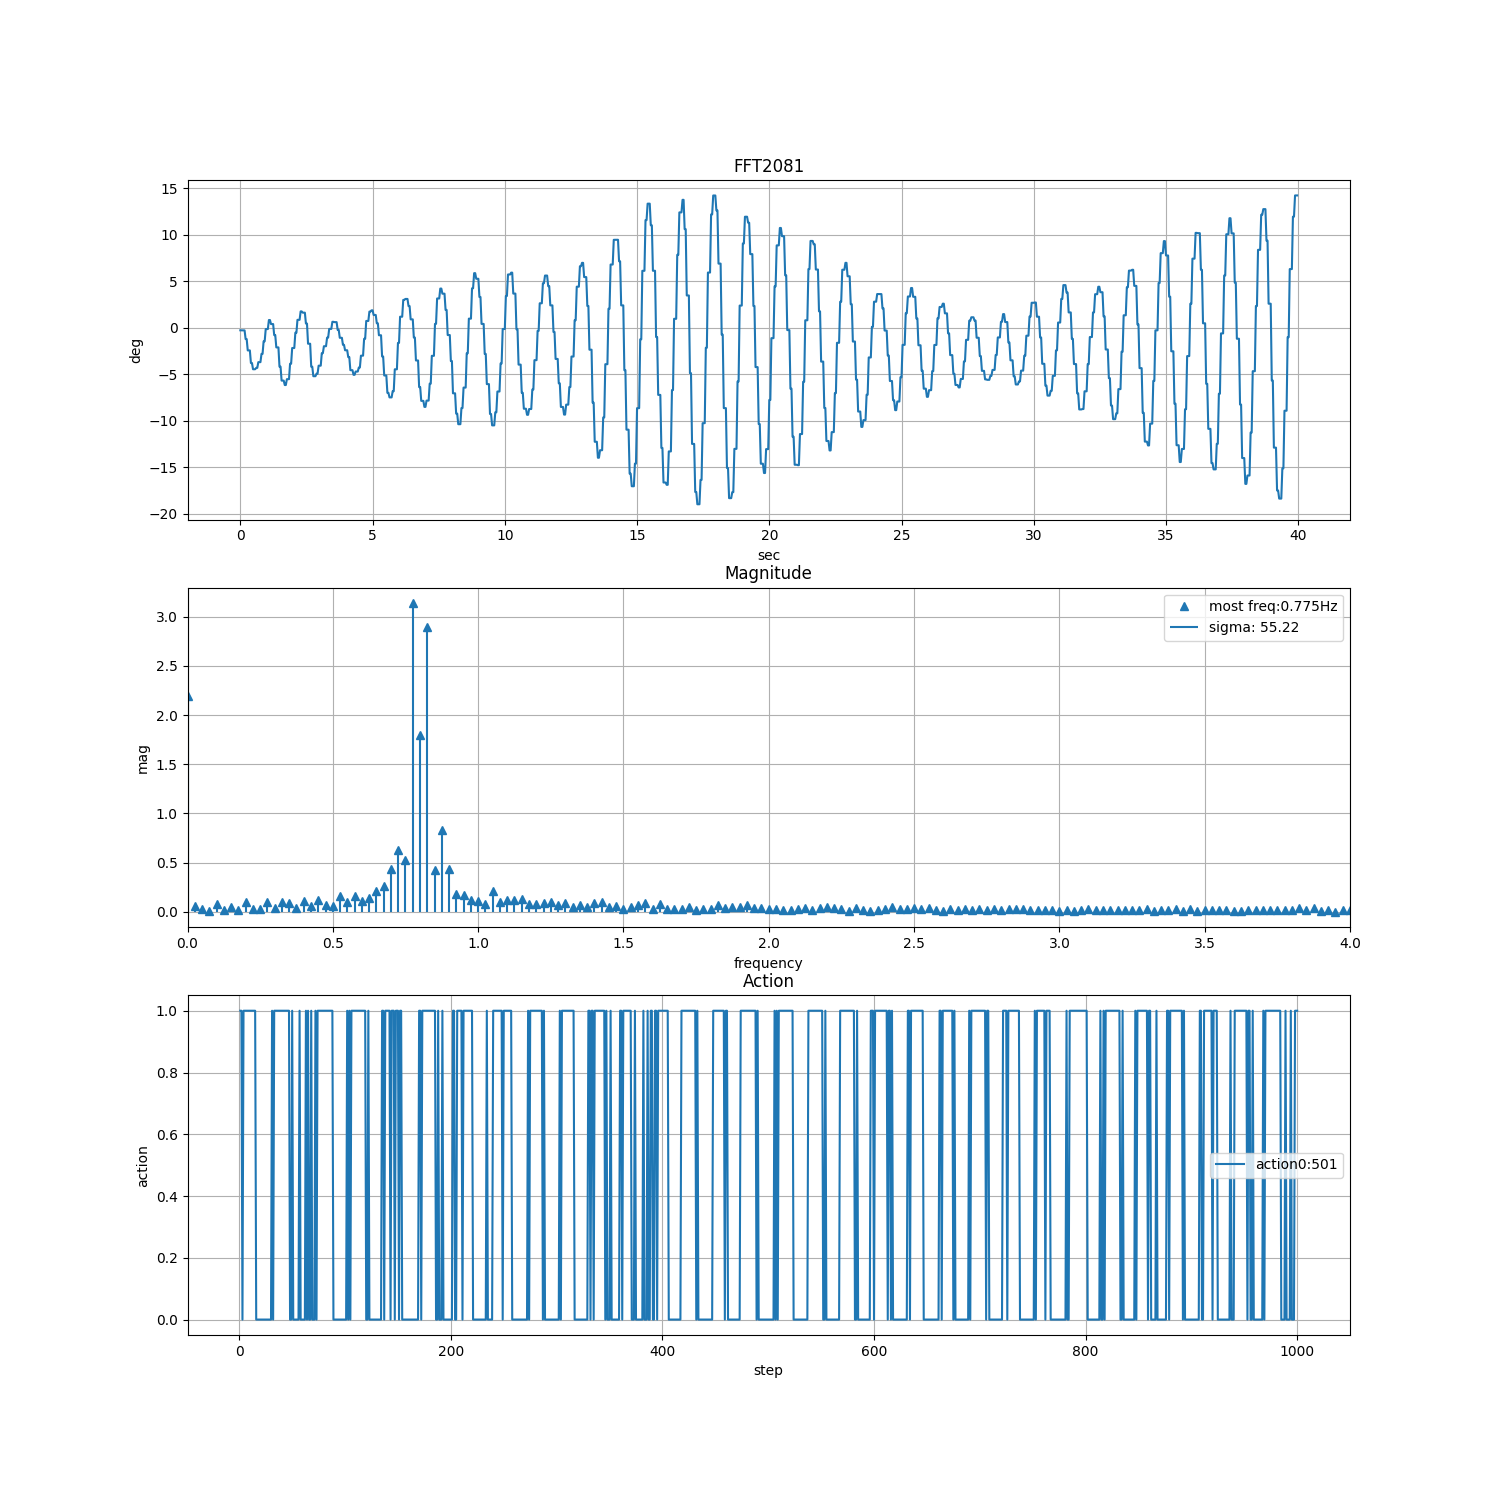 FFT2081
15
10
5
0
−5
−10
−15
−20
deg
0 5 10 15 20 25 30 35 40
sec
Magnitude
3.0
2.5
2.0
1.5
1.0
0.5
0.0
mag
most freq:0.775Hz
sigma: 55.22
0.0 0.5 1.0 1.5 2.0 2.5 3.0 3.5 4.0
frequency
Action
1.0
0.8
0.6
0.4
0.2
0.0
action
action0:501
0 200 400 600 800 1000
step